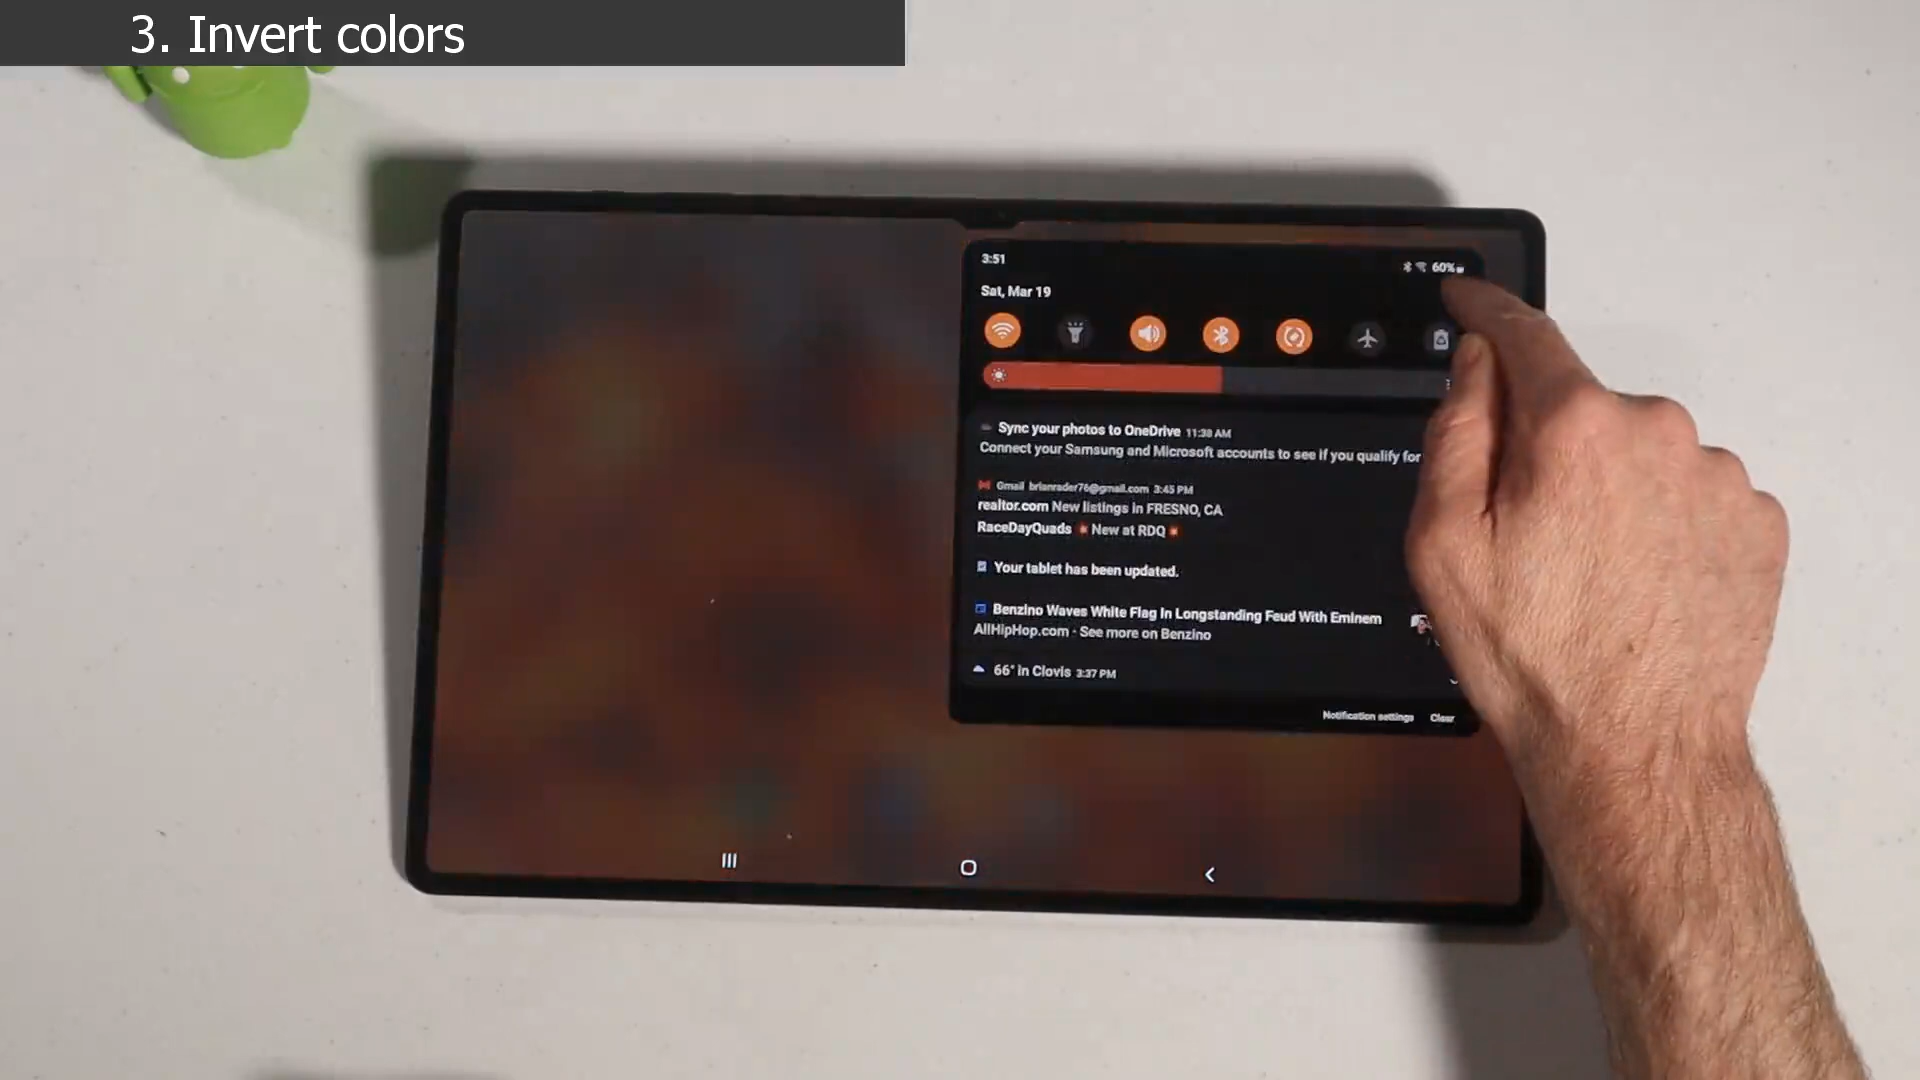 3. Invert colors
3:51
60%
Sat, Mar 19
Sync your photos to OneDrive 11:38 AM
Connect your Samsung and Microsoft accounts to see if you qualify for
Gmail brianrader76@gmail.com 3:45 PM
realtor.com New listings in FRESNO, CA
RaceDayQuads 💥New at RDQ💥
Your tablet has been updated.
Benzino Waves White Flag In Longstanding Feud With Eminem
AllHipHop.com · See more on Benzino
66° in Clovis 3:37 PM
Notification settings
Clear